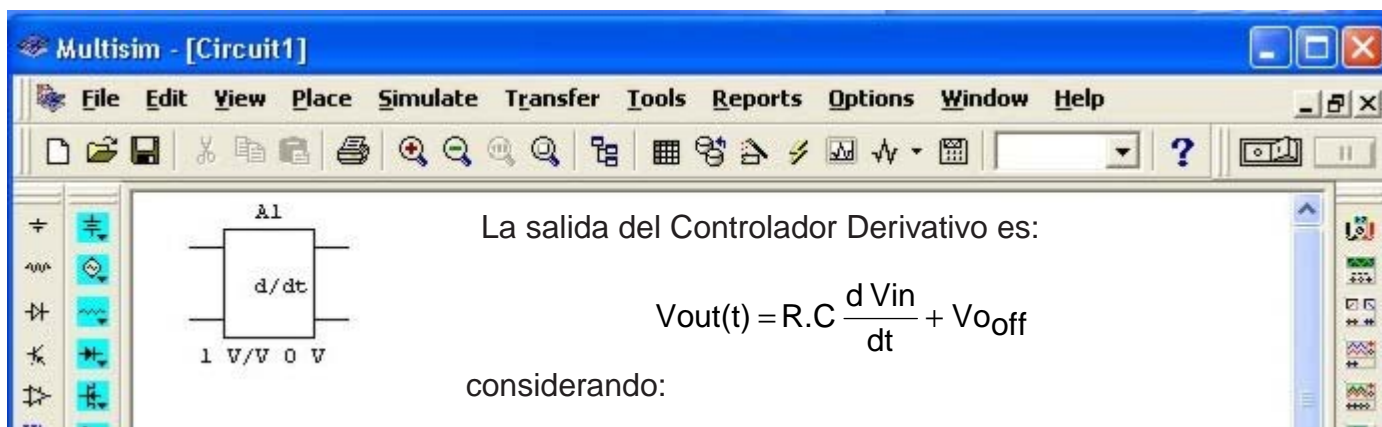 Multisim - [Circuit1]
File Edit View Place Simulate Transfer Tools Reports Options Window Help
A1
d/dt
1 V/V 0 V
La salida del Controlador Derivativo es:
Vout(t) = R.C d Vin / dt + Vo off
considerando: